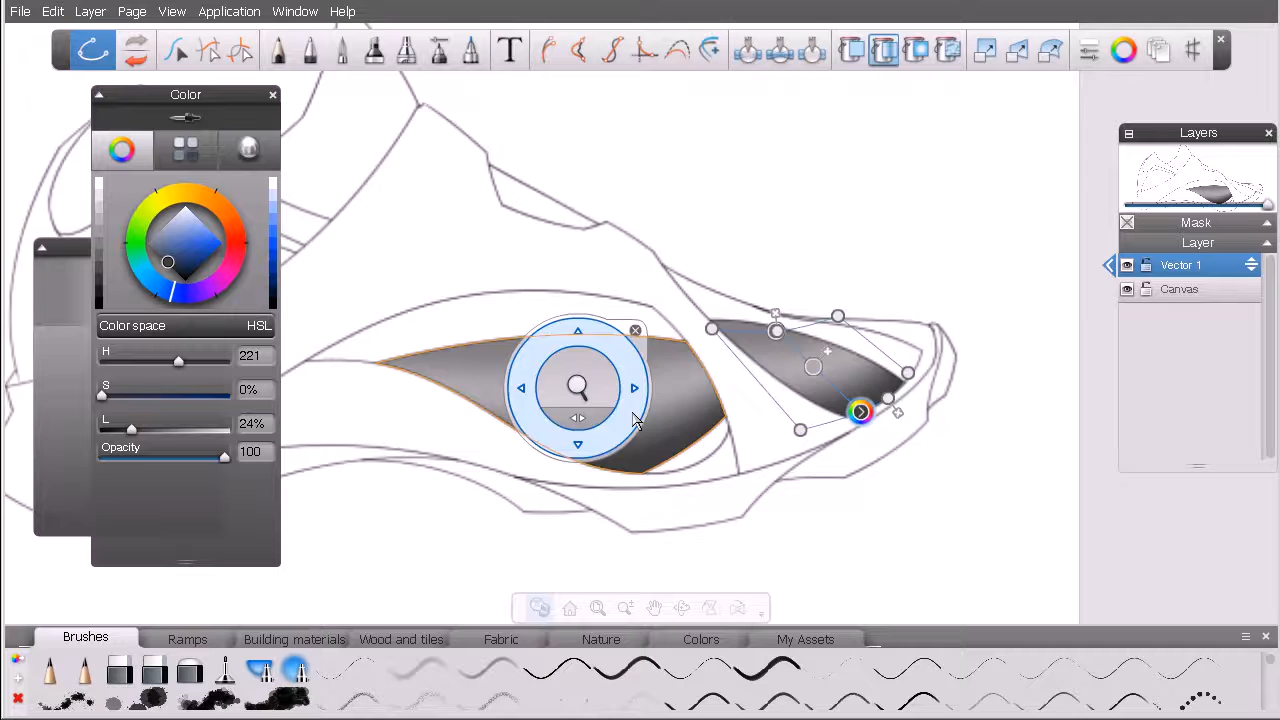 File Edit Layer Page View Application Window Help
T
Color
Layers
Mask
Layer
Vector 1
Canvas
Color space HSL
H 221
S 0%
L 24%
Opacity 100
Brushes Ramps Building materials Wood and tiles Fabric Nature Colors My Assets